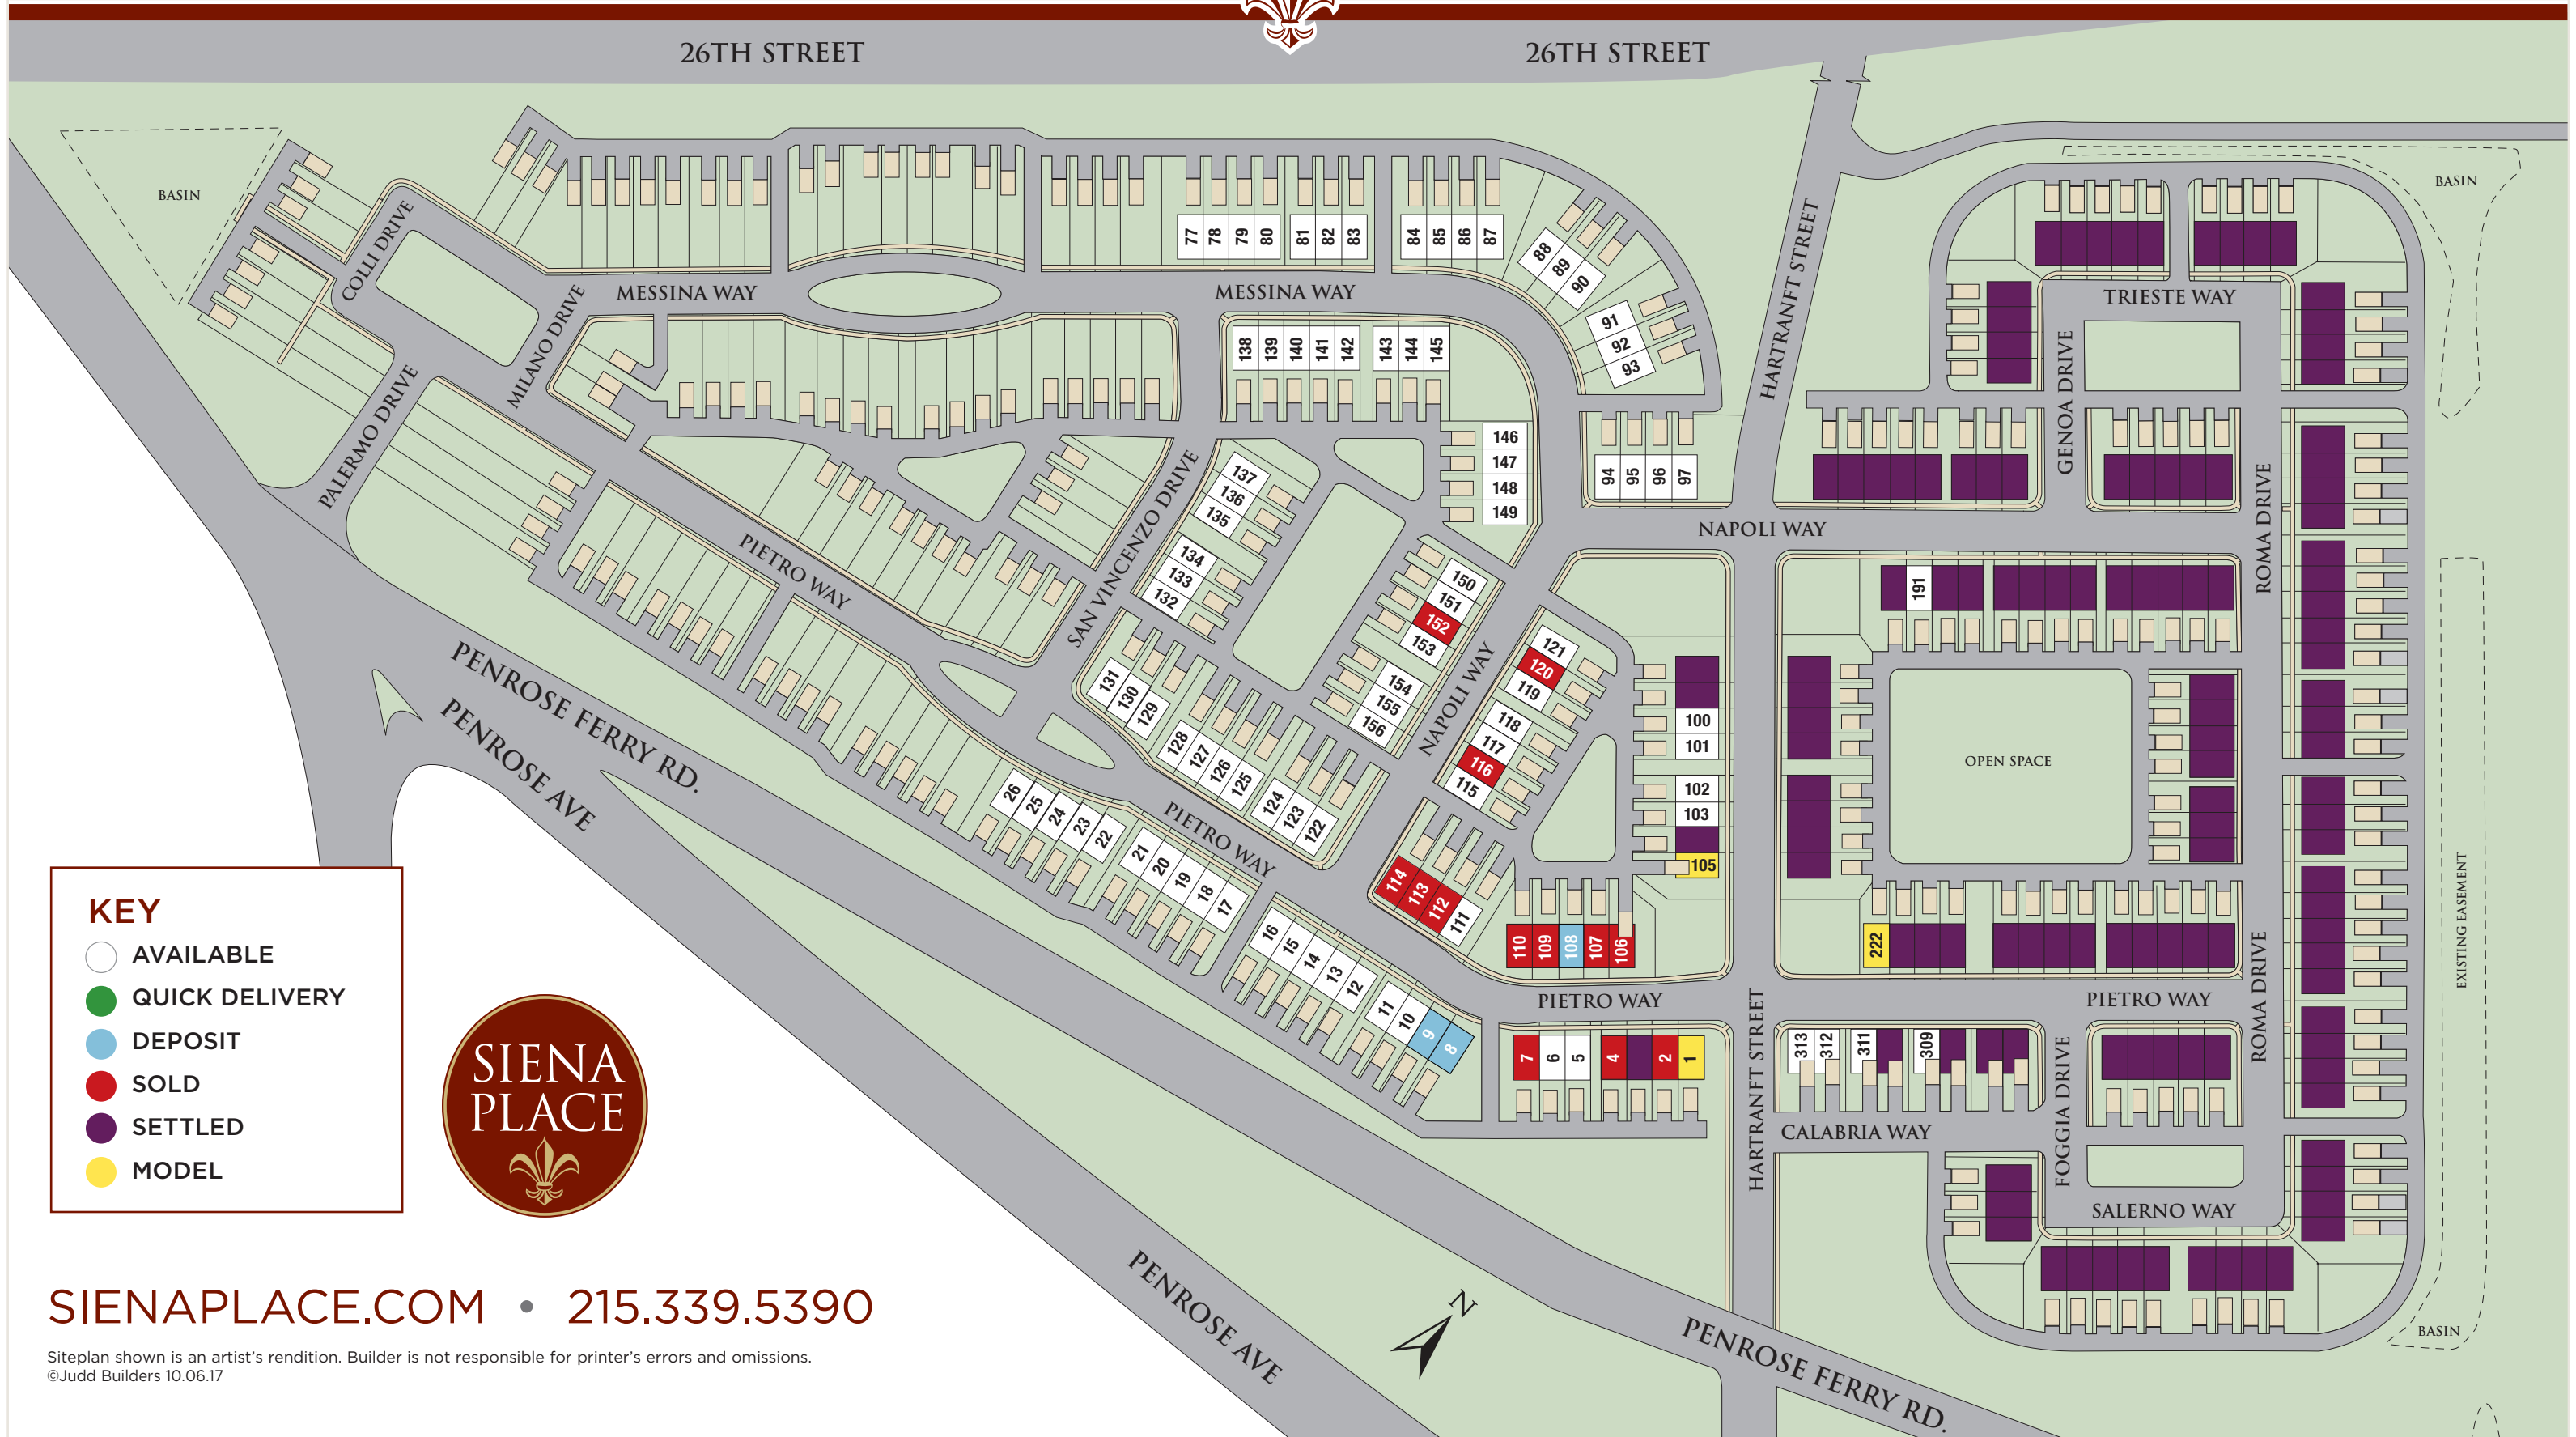 26TH STREET
26TH STREET
BASIN
BASIN
COLLI DRIVE
MILANO DRIVE
PALERMO DRIVE
MESSINA WAY
MESSINA WAY
HARTRANFT STREET
TRIESTE WAY
GENOA DRIVE
ROMA DRIVE
77 78 79 80 81 82 83 84 85 86 87
88
89
90
91
92
93
138 139 140 141 142 143 144 145
146
147
148
149
94 95 96 97
NAPOLI WAY
137
136
135
134
133
132
SAN VINCENZO DRIVE
PIETRO WAY
150
151
152
153
154
155
156
NAPOLI WAY
121
120
119
118
117
116
115
191
100
101
102
103
105
OPEN SPACE
131
130
129
128
127
126
125
124
123
122
PIETRO WAY
26
25
24
23
22
21
20
19
18
17
16
15
14
13
12
11
10
9
8
114
113
112
111
110 109 108 107 106
222
PIETRO WAY
PIETRO WAY
ROMA DRIVE
EXISTING EASEMENT
7 6 5 4 2 1
313 312 311 309
HARTRANFT STREET
CALABRIA WAY
FOGGIA DRIVE
SALERNO WAY
BASIN
PENROSE FERRY RD.
PENROSE AVE
PENROSE AVE
PENROSE FERRY RD.
N
KEY
AVAILABLE
QUICK DELIVERY
DEPOSIT
SOLD
SETTLED
MODEL
SIENA
PLACE
SIENAPLACE.COM • 215.339.5390
Siteplan shown is an artist's rendition. Builder is not responsible for printer's errors and omissions.
©Judd Builders 10.06.17